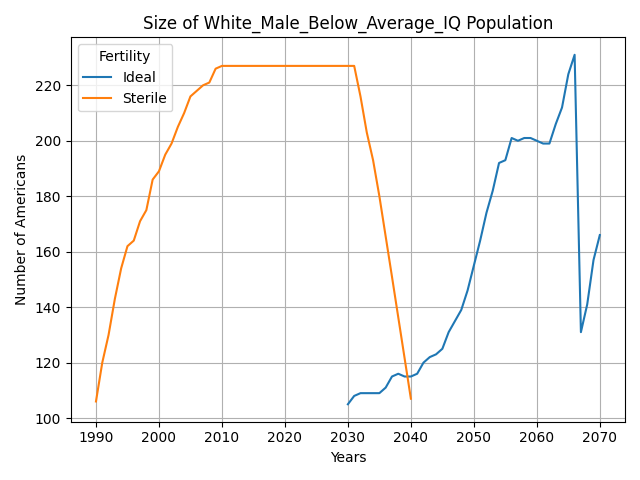 Size of White_Male_Below_Average_IQ Population
Fertility
Ideal
Sterile
Number of Americans
220
200
180
160
140
120
100
1990 2000 2010 2020 2030 2040 2050 2060 2070
Years